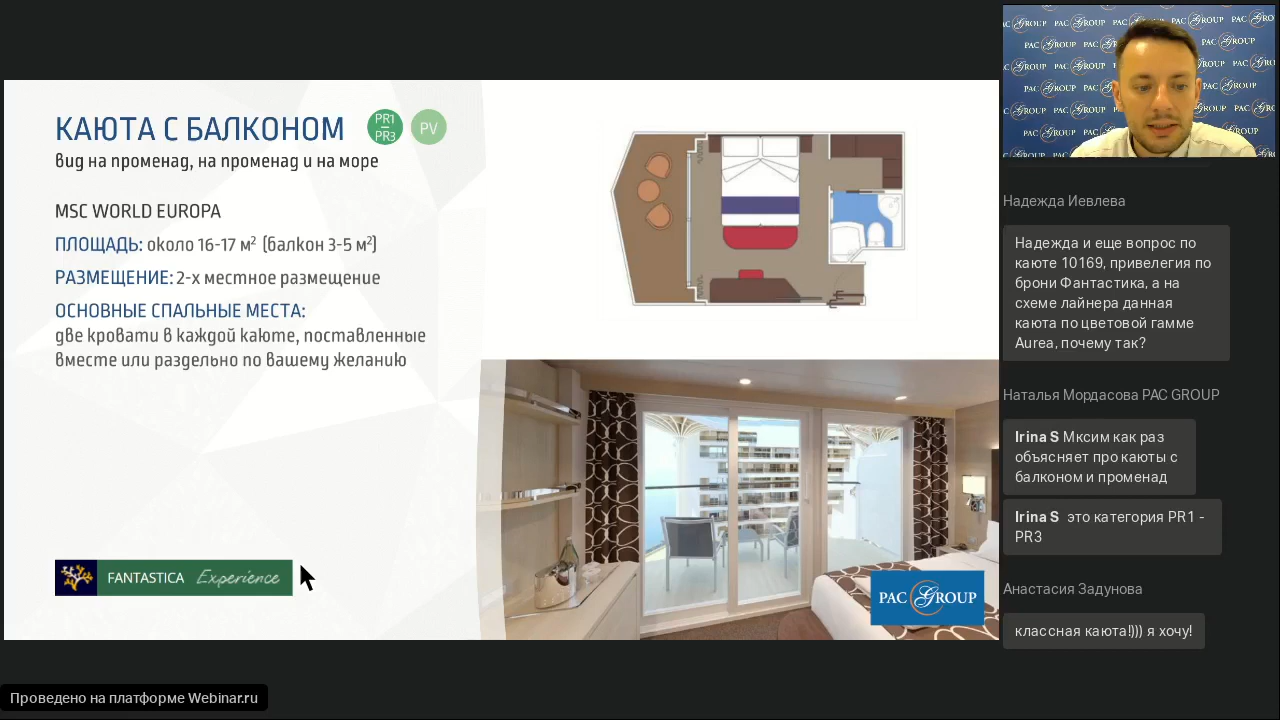 КАЮТА С БАЛКОНОМ
PR1
PR3
PV
вид на променад, на променад и на море
MSC WORLD EUROPA
ПЛОЩАДЬ: около 16-17 м² (балкон 3-5 м²)
РАЗМЕЩЕНИЕ: 2-х местное размещение
ОСНОВНЫЕ СПАЛЬНЫЕ МЕСТА:
две кровати в каждой каюте, поставленные
вместе или раздельно по вашему желанию
FANTASTICA Experience
PAC GROUP
Надежда Иевлева
Надежда и еще вопрос по
каюте 10169, привелегия по
брони Фантастика, а на
схеме лайнера данная
каюта по цветовой гамме
Aurea, почему так?
Наталья Мордасова PAC GROUP
Irina S Мксим как раз
объясняет про каюты с
балконом и променад
Irina S это категория PR1 -
PR3
Анастасия Задунова
классная каюта!))) я хочу!
Проведено на платформе Webinar.ru